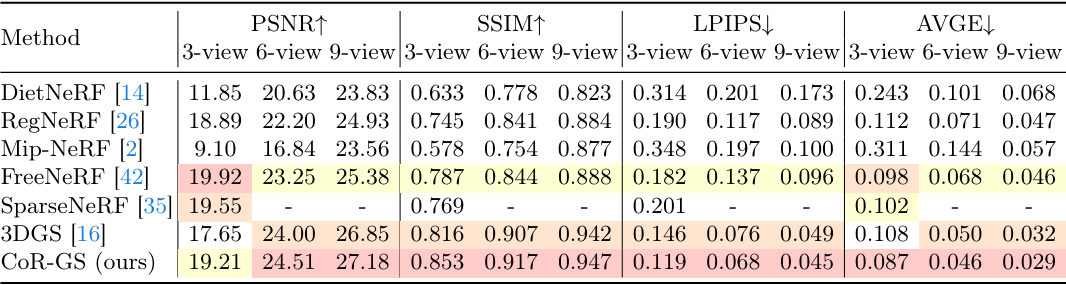 Method PSNR↑ SSIM↑ LPIPS↓ AVGE↓
3-view 6-view 9-view 3-view 6-view 9-view 3-view 6-view 9-view 3-view 6-view 9-view
DietNeRF [14] 11.85 20.63 23.83 0.633 0.778 0.823 0.314 0.201 0.173 0.243 0.101 0.068
RegNeRF [26] 18.89 22.20 24.93 0.745 0.841 0.884 0.190 0.117 0.089 0.112 0.071 0.047
Mip-NeRF [2] 9.10 16.84 23.56 0.578 0.754 0.877 0.348 0.197 0.100 0.311 0.144 0.057
FreeNeRF [42] 19.92 23.25 25.38 0.787 0.844 0.888 0.182 0.137 0.096 0.098 0.068 0.046
SparseNeRF [35] 19.55 - - 0.769 - - 0.201 - - 0.102 - -
3DGS [16] 17.65 24.00 26.85 0.816 0.907 0.942 0.146 0.076 0.049 0.108 0.050 0.032
CoR-GS (ours) 19.21 24.51 27.18 0.853 0.917 0.947 0.119 0.068 0.045 0.087 0.046 0.029